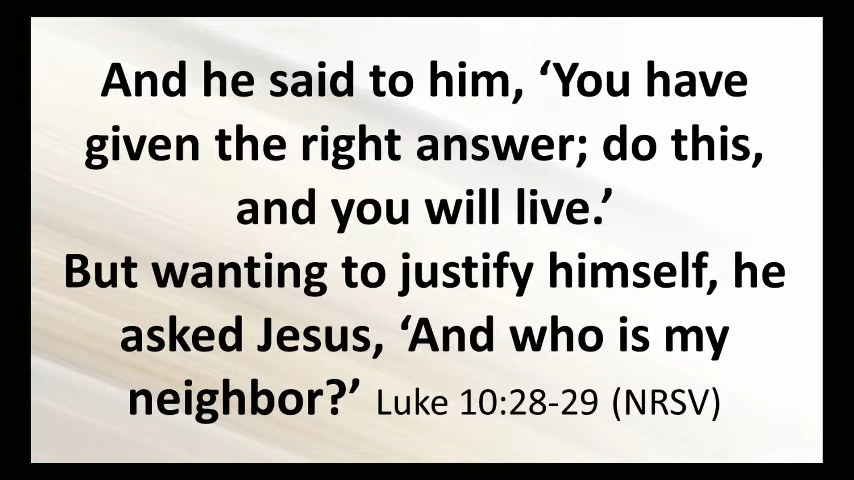 And he said to him, ‘You have
given the right answer; do this,
and you will live.’
But wanting to justify himself, he
asked Jesus, ‘And who is my
neighbor?’ Luke 10:28-29 (NRSV)